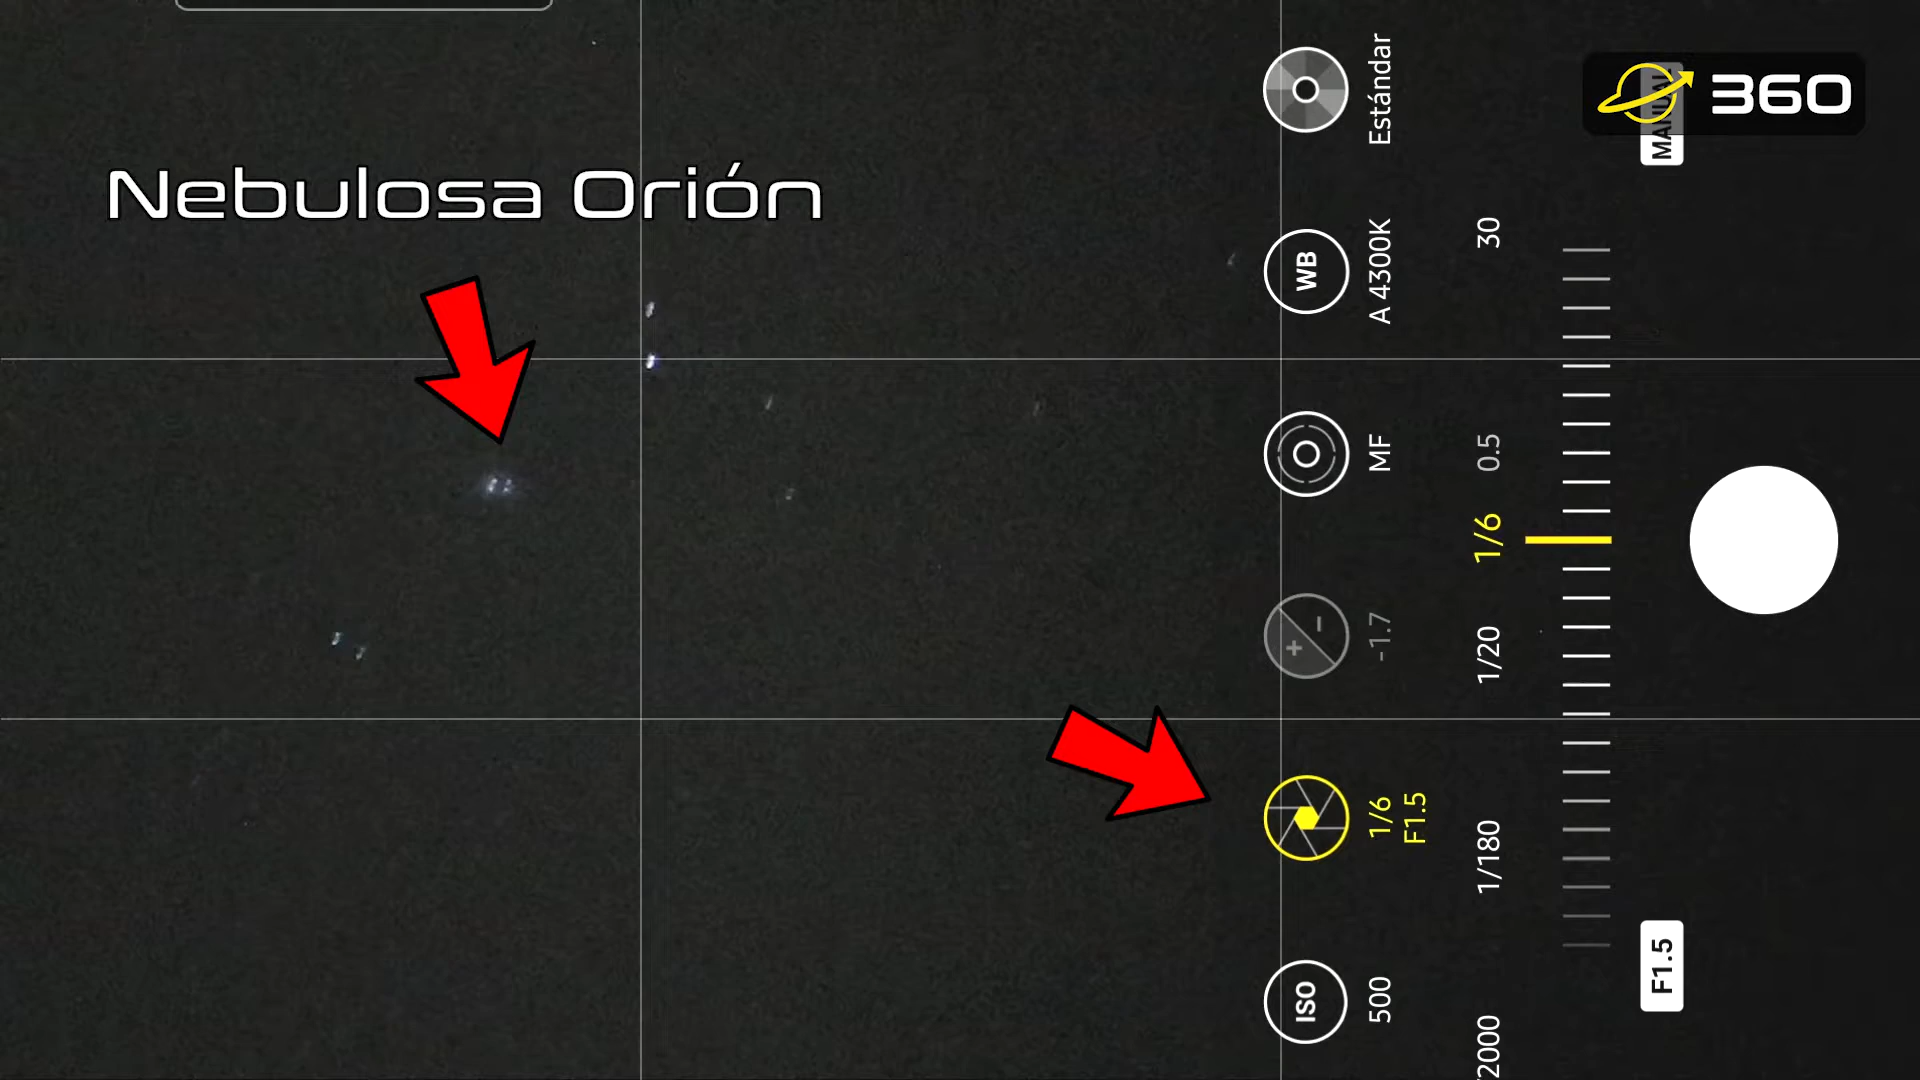 360
MANUAL
Nebulosa Orión
Estándar
WB
A 4300K
MF
-1.7
1/6
F1.5
ISO
500
30
0.5
1/6
1/20
1/180
F1.5